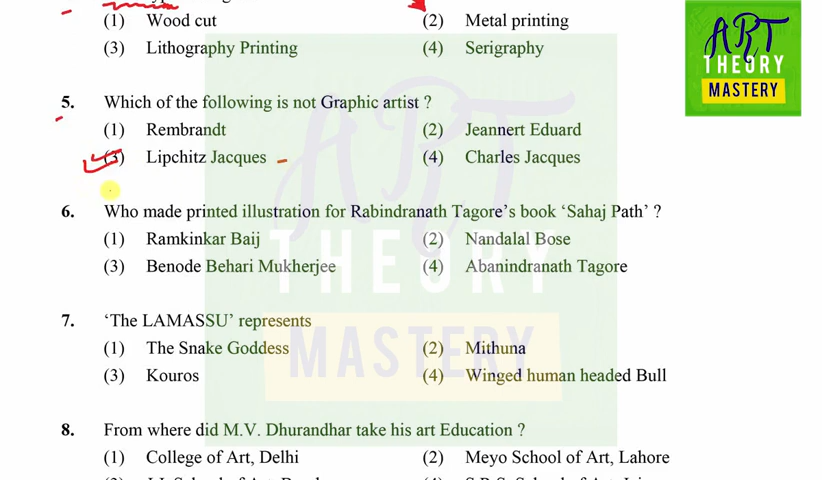 (1) Wood cut (2) Metal printing
(3) Lithography Printing (4) Serigraphy
ART
THEORY
MASTERY
5. Which of the following is not Graphic artist ?
(1) Rembrandt (2) Jeannert Eduard
(3) Lipchitz Jacques (4) Charles Jacques
6. Who made printed illustration for Rabindranath Tagore's book 'Sahaj Path' ?
(1) Ramkinkar Baij (2) Nandalal Bose
(3) Benode Behari Mukherjee (4) Abanindranath Tagore
ART
THEORY
MASTERY
7. 'The LAMASSU' represents
(1) The Snake Goddess (2) Mithuna
(3) Kouros (4) Winged human headed Bull
8. From where did M.V. Dhurandhar take his art Education ?
(1) College of Art, Delhi (2) Meyo School of Art, Lahore